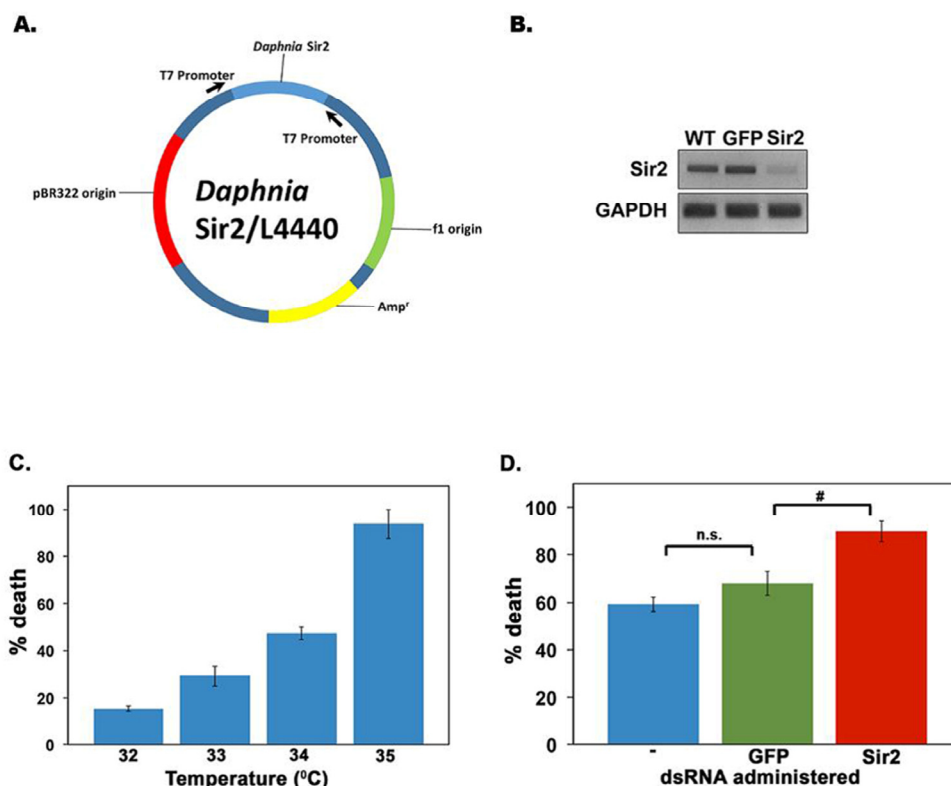 A.
Daphnia Sir2
T7 Promoter
T7 Promoter
pBR322 origin
Daphnia
Sir2/L4440
f1 origin
Ampʳ
B.
WT GFP Sir2
Sir2
GAPDH
C.
% death
100
80
60
40
20
0
32 33 34 35
Temperature (⁰C)
D.
% death
100
80
60
40
20
0
n.s.
#
- GFP Sir2
dsRNA administered